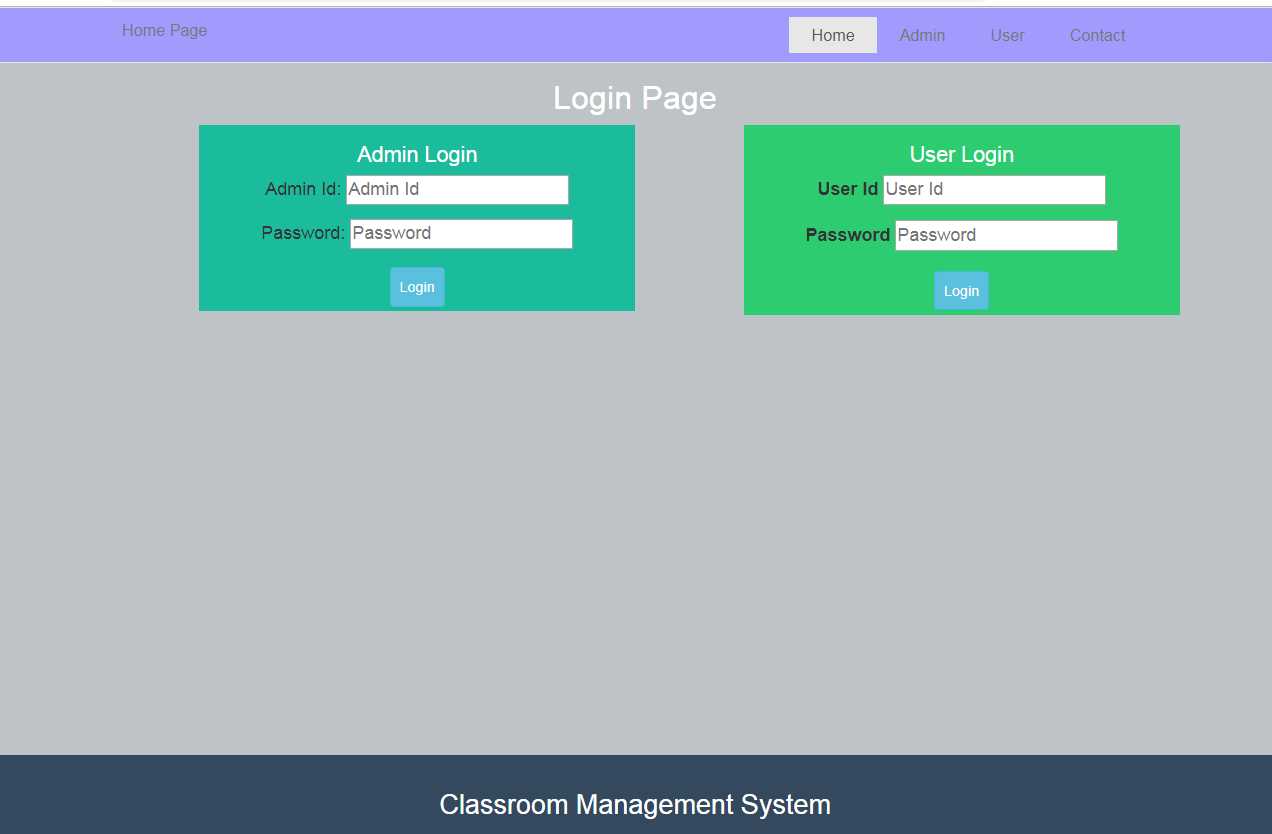 Home Page
Home Admin User Contact
Login Page
Admin Login
Admin Id: Admin Id
Password: Password
Login
User Login
User Id User Id
Password Password
Login
Classroom Management System